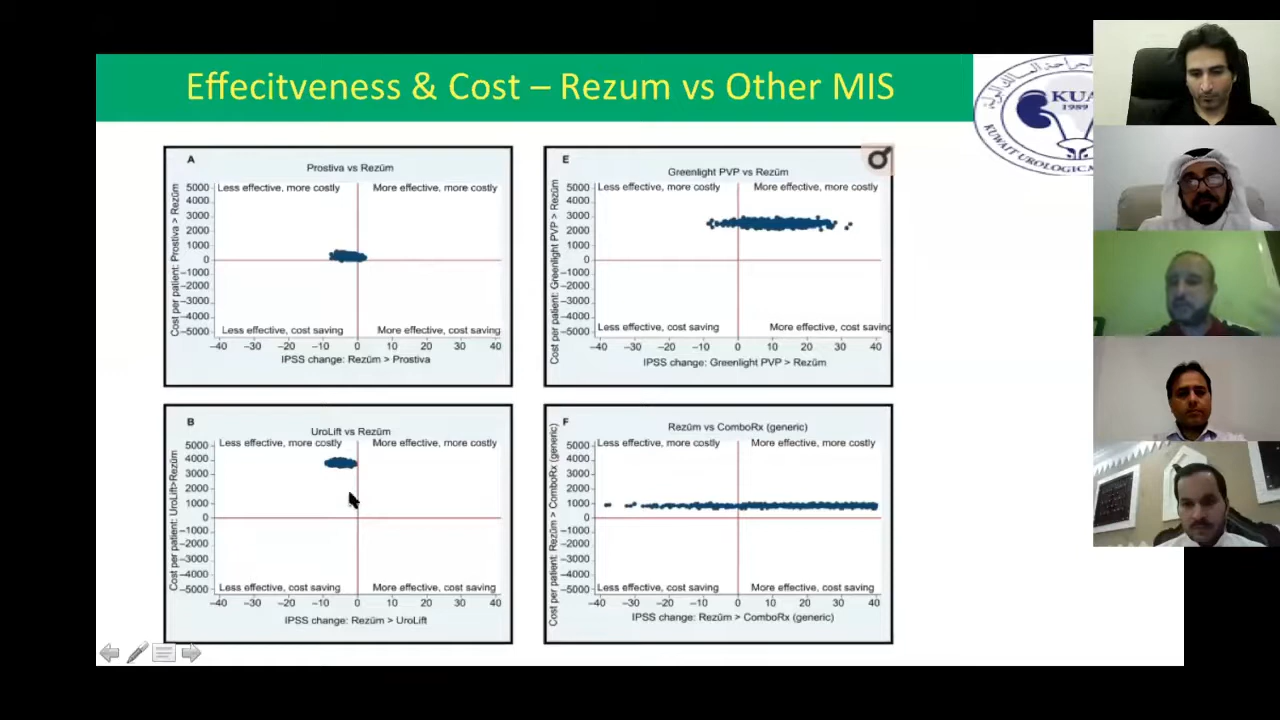 Effecitveness & Cost – Rezum vs Other MIS
KUA
1989
KUWAIT UROLOGICA
A
Prostiva vs Rezūm
Less effective, more costly
More effective, more costly
5000
4000
3000
2000
1000
0
−1000
−2000
−3000
−4000
−5000
Cost per patient: Prostiva > Rezūm
Less effective, cost saving
More effective, cost saving
−40 −30 −20 −10 0 10 20 30 40
IPSS change: Rezūm > Prostiva
E
Greenlight PVP vs Rezūm
Less effective, more costly
More effective, more costly
5000
4000
3000
2000
1000
0
−1000
−2000
−3000
−4000
−5000
Cost per patient: Greenlight PVP > Rezūm
Less effective, cost saving
More effective, cost saving
−40 −30 −20 −10 0 10 20 30 40
IPSS change: Greenlight PVP > Rezūm
B
UroLift vs Rezūm
Less effective, more costly
More effective, more costly
5000
4000
3000
2000
1000
0
−1000
−2000
−3000
−4000
−5000
Cost per patient: UroLift>Rezūm
Less effective, cost saving
More effective, cost saving
−40 −30 −20 −10 0 10 20 30 40
IPSS change: Rezūm > UroLift
F
Rezūm vs ComboRx (generic)
Less effective, more costly
More effective, more costly
5000
4000
3000
2000
1000
0
−1000
−2000
−3000
−4000
−5000
Cost per patient: Rezūm > ComboRx (generic)
Less effective, cost saving
More effective, cost saving
−40 −30 −20 −10 0 10 20 30 40
IPSS change: Rezūm > ComboRx (generic)